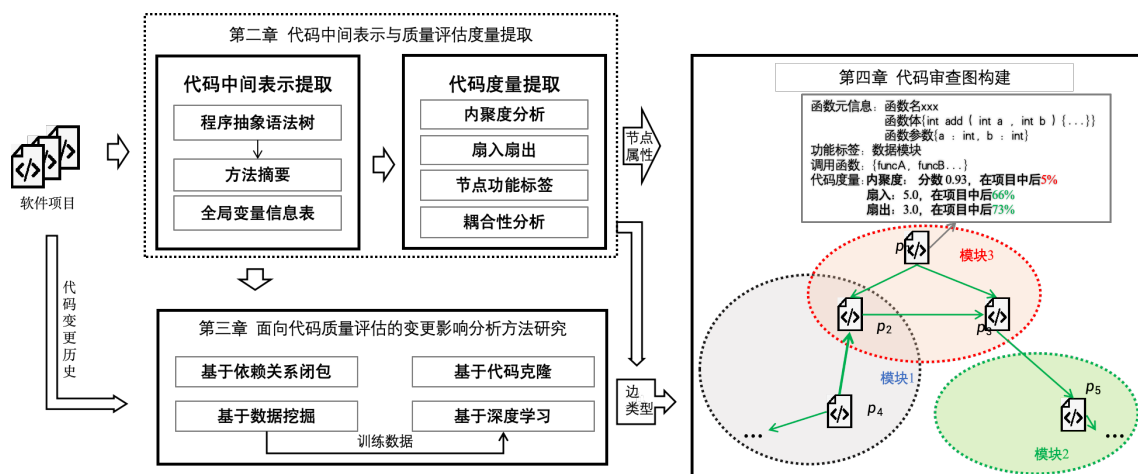 第二章 代码中间表示与质量评估度量提取
代码中间表示提取
程序抽象语法树
方法摘要
全局变量信息表
代码度量提取
内聚度分析
扇入扇出
节点功能标签
耦合性分析
</>
软件项目
代码变更历史
节点
属性
第三章 面向代码质量评估的变更影响分析方法研究
基于依赖关系闭包
基于代码克隆
基于数据挖掘
基于深度学习
训练数据
边
类型
第四章 代码审查图构建
函数元信息：函数名xxx
函数体{int add ( int a , int b ) {...}}
函数参数{a : int, b : int}
功能标签：数据模块
调用函数：{funcA, funcB...}
代码度量：内聚度： 分数 0.93，在项目中后5%
扇入：5.0，在项目中后66%
扇出：3.0，在项目中后73%
p
</>
模块3
</>
p2
</>
p3
模块1
</>
p4
...
p5
</>
...
模块2